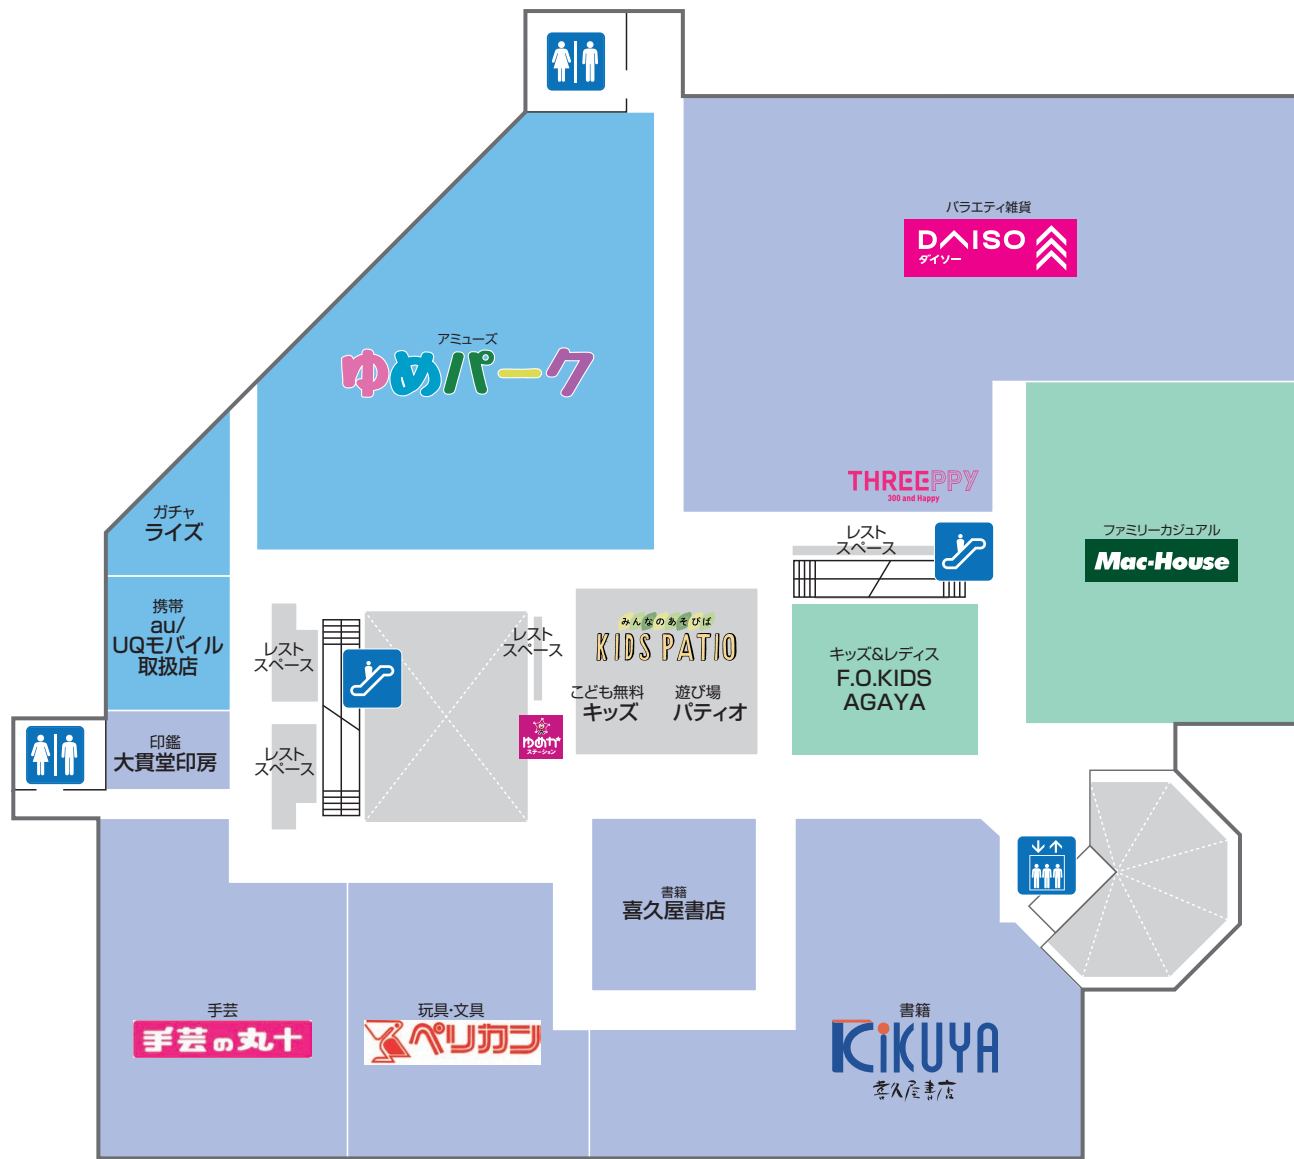 バラエティ雑貨
DAISO
ダイソー
アミューズ
ゆめパーク
THREEPPY
300 and Happy
ガチャ
ライズ
レスト
スペース
ファミリーカジュアル
Mac-House
携帯
au/
UQモバイル
取扱店
レスト
スペース
レスト
スペース
みんなのあそびば
KIDS PATIO
こども無料
キッズ
遊び場
パティオ
キッズ&レディス
F.O.KIDS
AGAYA
ゆめか
ステーション
印鑑
大貫堂印房
レスト
スペース
書籍
喜久屋書店
手芸
手芸の丸十
玩具・文具
ペリカン
書籍
KiKUYA
喜久屋書店